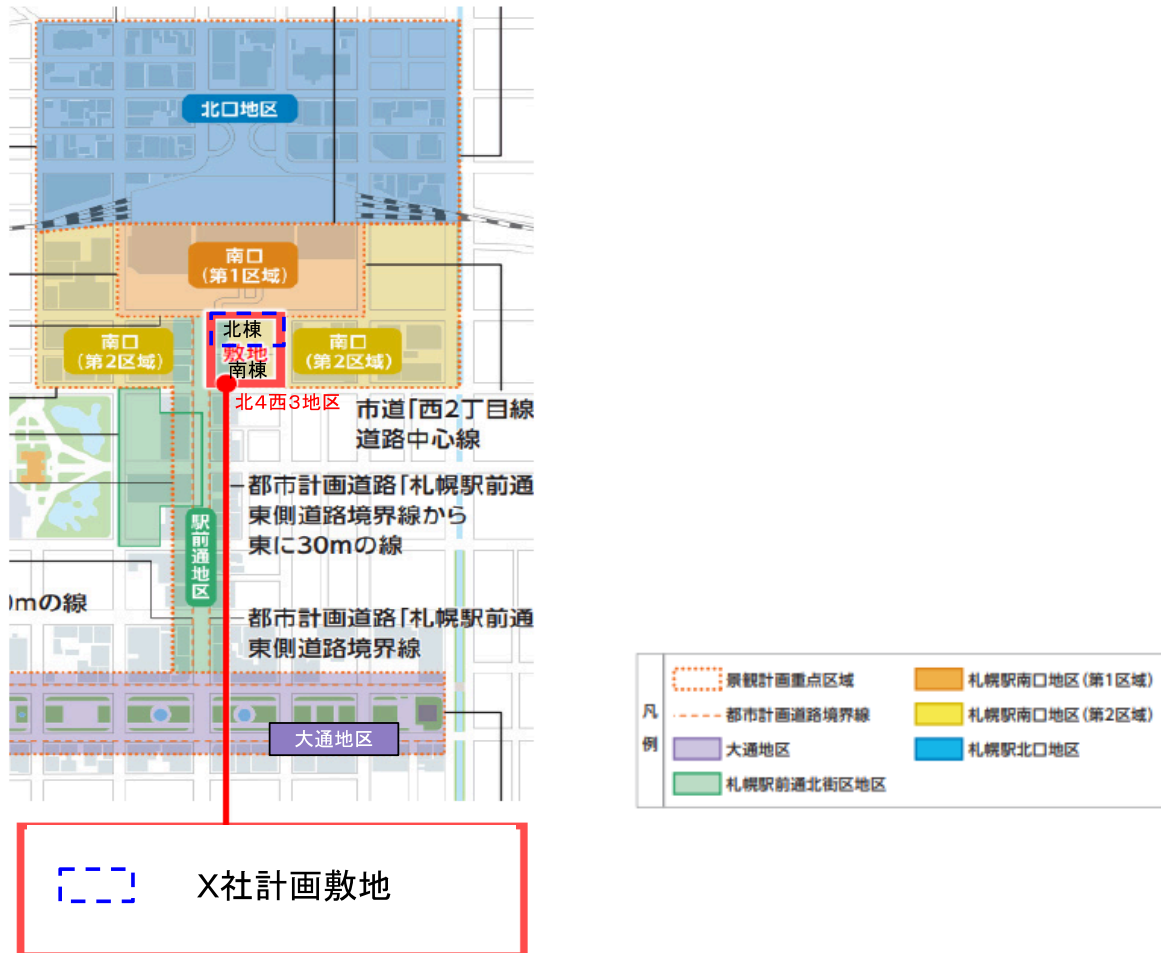 北口地区
南口
(第1区域)
北棟
南口
(第2区域)
敷地
南口
(第2区域)
南棟
北4西3地区
市道「西2丁目線
道路中心線
都市計画道路「札幌駅前通
東側道路境界線から
東に30mの線
駅前通地区
0mの線
都市計画道路「札幌駅前通
東側道路境界線
大通地区
凡例
景観計画重点区域
札幌駅南口地区(第1区域)
都市計画道路境界線
札幌駅南口地区(第2区域)
大通地区
札幌駅北口地区
札幌駅前通北街区地区
X社計画敷地